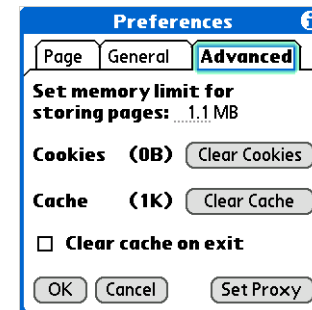 Preferences
Page General Advanced
Set memory limit for
storing pages: 1.1 MB
Cookies (0B) Clear Cookies
Cache (1K) Clear Cache
Clear cache on exit
OK Cancel Set Proxy